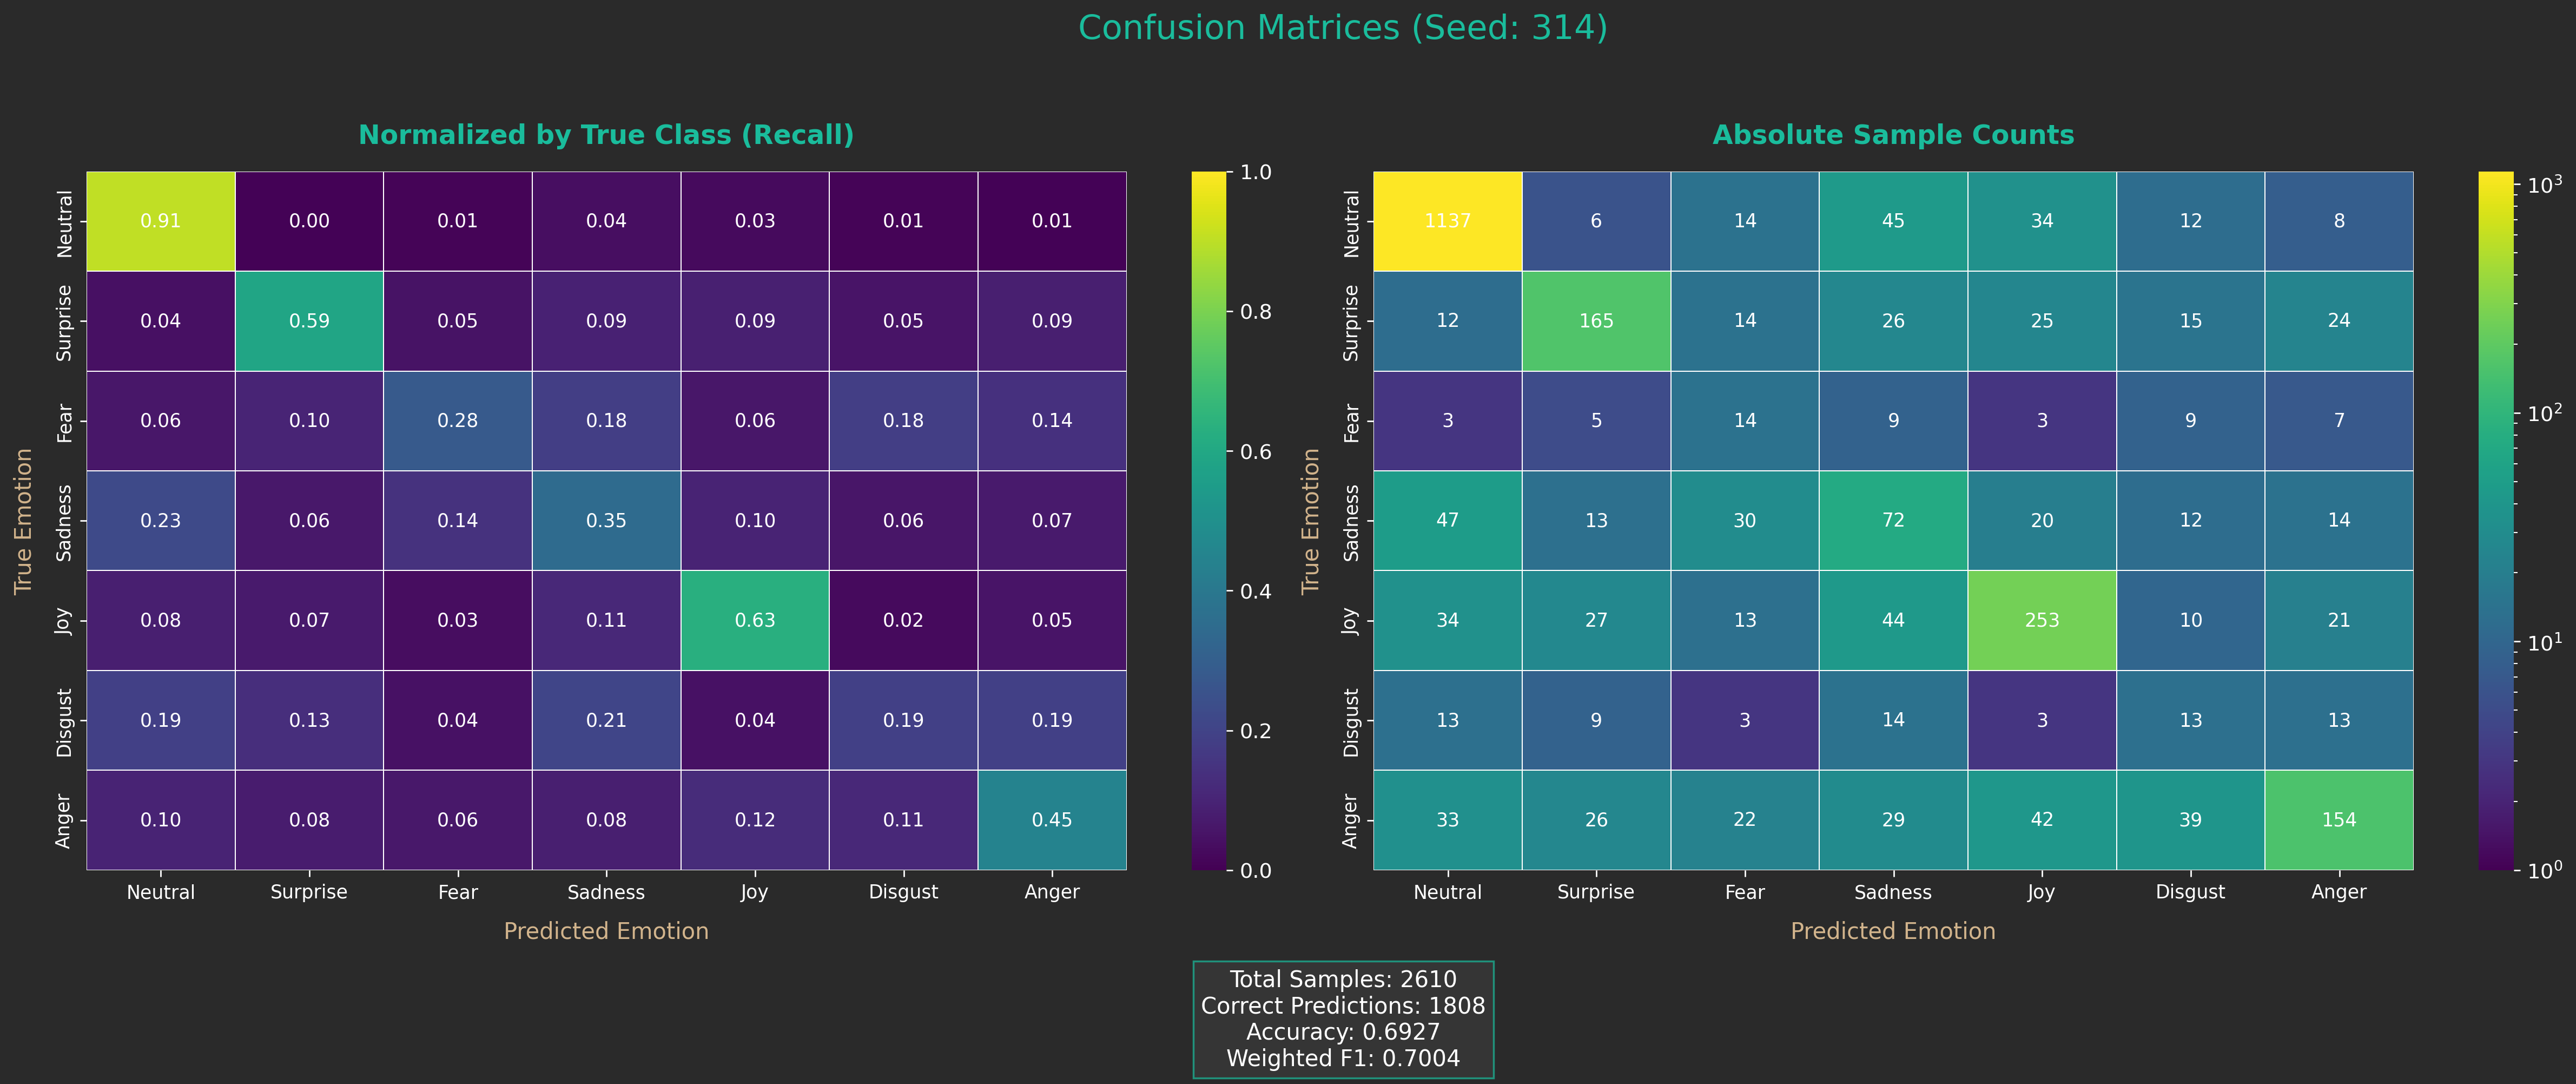 Confusion Matrices (Seed: 314)
Normalized by True Class (Recall)
True Emotion
Neutral 0.91 0.00 0.01 0.04 0.03 0.01 0.01
Surprise 0.04 0.59 0.05 0.09 0.09 0.05 0.09
Fear 0.06 0.10 0.28 0.18 0.06 0.18 0.14
Sadness 0.23 0.06 0.14 0.35 0.10 0.06 0.07
Joy 0.08 0.07 0.03 0.11 0.63 0.02 0.05
Disgust 0.19 0.13 0.04 0.21 0.04 0.19 0.19
Anger 0.10 0.08 0.06 0.08 0.12 0.11 0.45
Neutral Surprise Fear Sadness Joy Disgust Anger
Predicted Emotion
1.0
0.8
0.6
0.4
0.2
0.0
Absolute Sample Counts
True Emotion
Neutral 1137 6 14 45 34 12 8
Surprise 12 165 14 26 25 15 24
Fear 3 5 14 9 3 9 7
Sadness 47 13 30 72 20 12 14
Joy 34 27 13 44 253 10 21
Disgust 13 9 3 14 3 13 13
Anger 33 26 22 29 42 39 154
Neutral Surprise Fear Sadness Joy Disgust Anger
Predicted Emotion
10³
10²
10¹
10⁰
Total Samples: 2610
Correct Predictions: 1808
Accuracy: 0.6927
Weighted F1: 0.7004